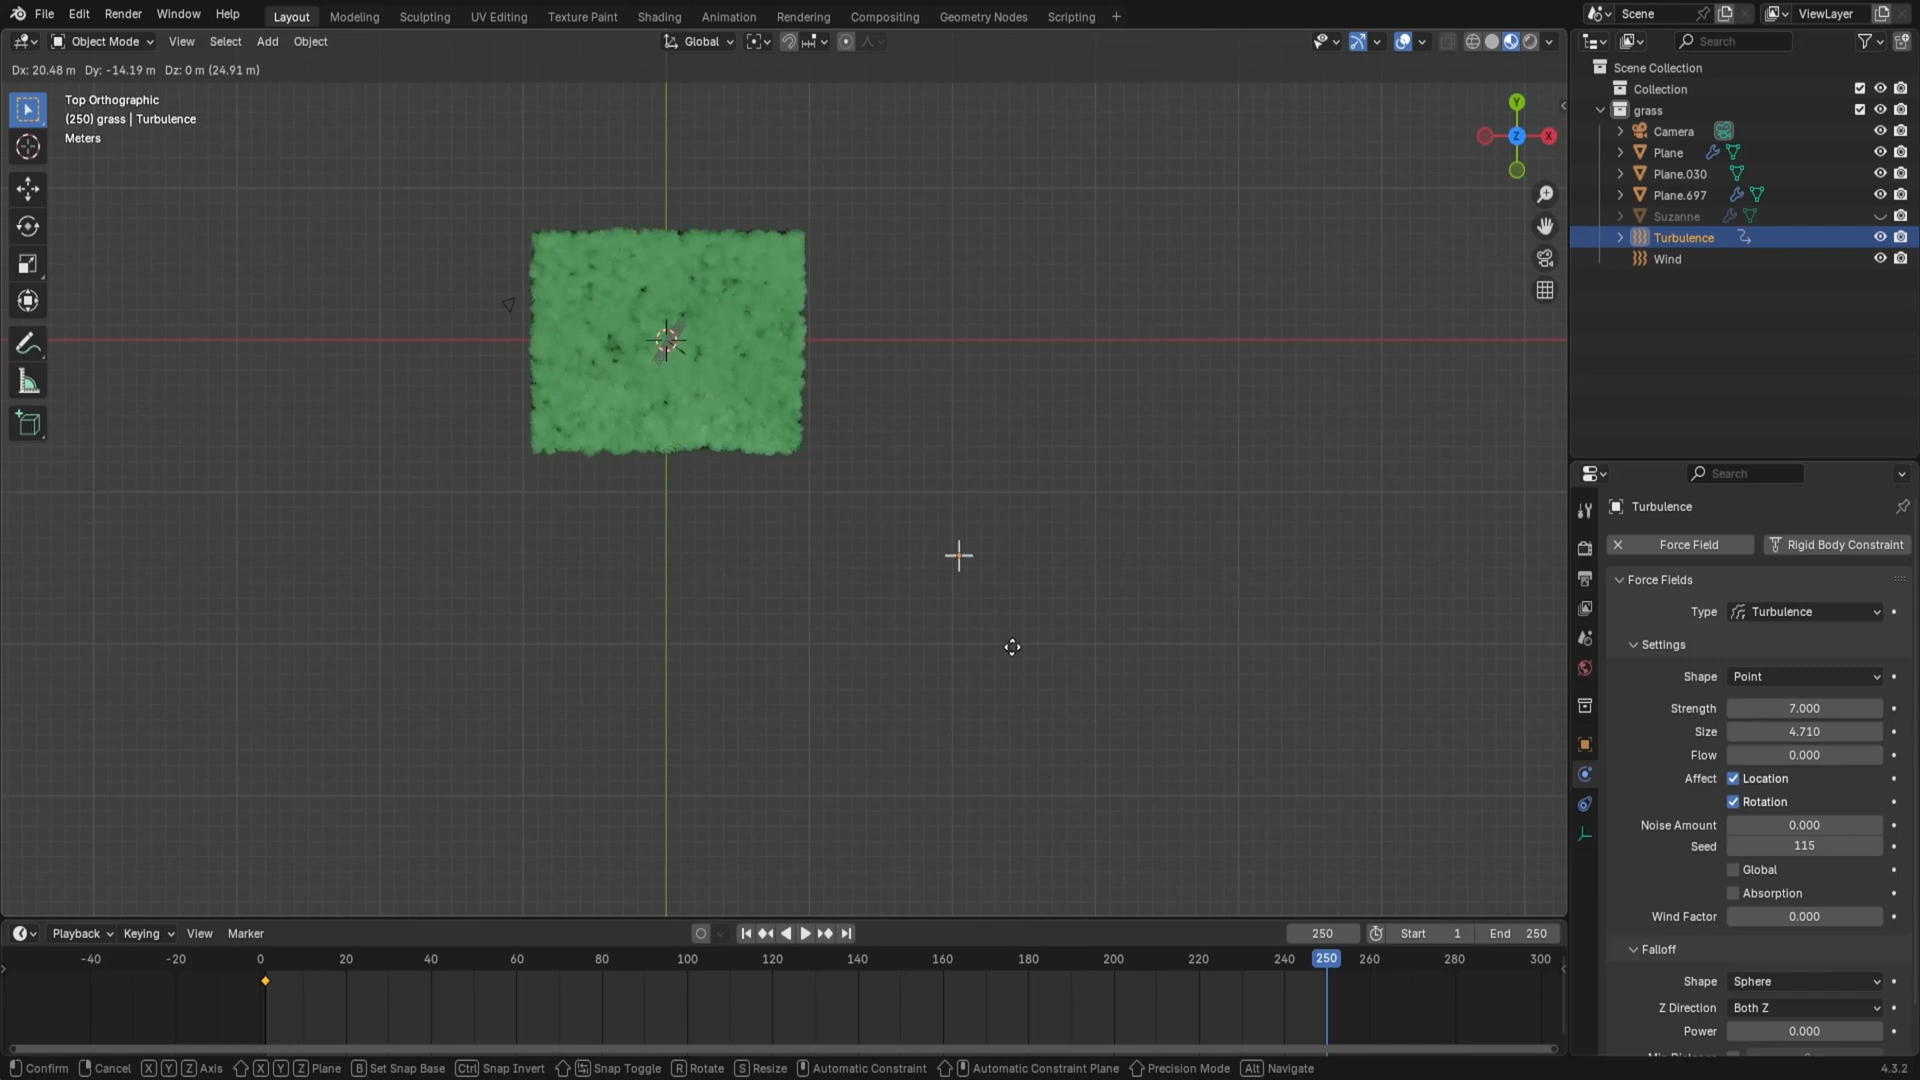 File Edit Render Window Help Layout Modeling Sculpting UV Editing Texture Paint Shading Animation Rendering Compositing Geometry Nodes Scripting + Scene ViewLayer
Object Mode View Select Add Object Global Search
Dx: 20.48 m Dy: -14.19 m Dz: 0 m (24.91 m)
Top Orthographic
(250) grass | Turbulence
Meters
Y
Z
X
Scene Collection
Collection
grass
Camera
Plane
Plane.030
Plane.697
Suzanne
Turbulence
Wind
Search
Turbulence
Force Field Rigid Body Constraint
Force Fields
Type Turbulence
Settings
Shape Point
Strength 7.000
Size 4.710
Flow 0.000
Affect Location
Rotation
Noise Amount 0.000
Seed 115
Global
Absorption
Wind Factor 0.000
Falloff
Shape Sphere
Z Direction Both Z
Power 0.000
Playback Keying View Marker 250 Start 1 End 250
-40 -20 0 20 40 60 80 100 120 140 160 180 200 220 240 250 260 280 300
Confirm Cancel X Y Z Axis X Y Z Plane B Set Snap Base Ctrl Snap Invert Snap Toggle R Rotate S Resize Automatic Constraint Automatic Constraint Plane Precision Mode Alt Navigate 4.3.2